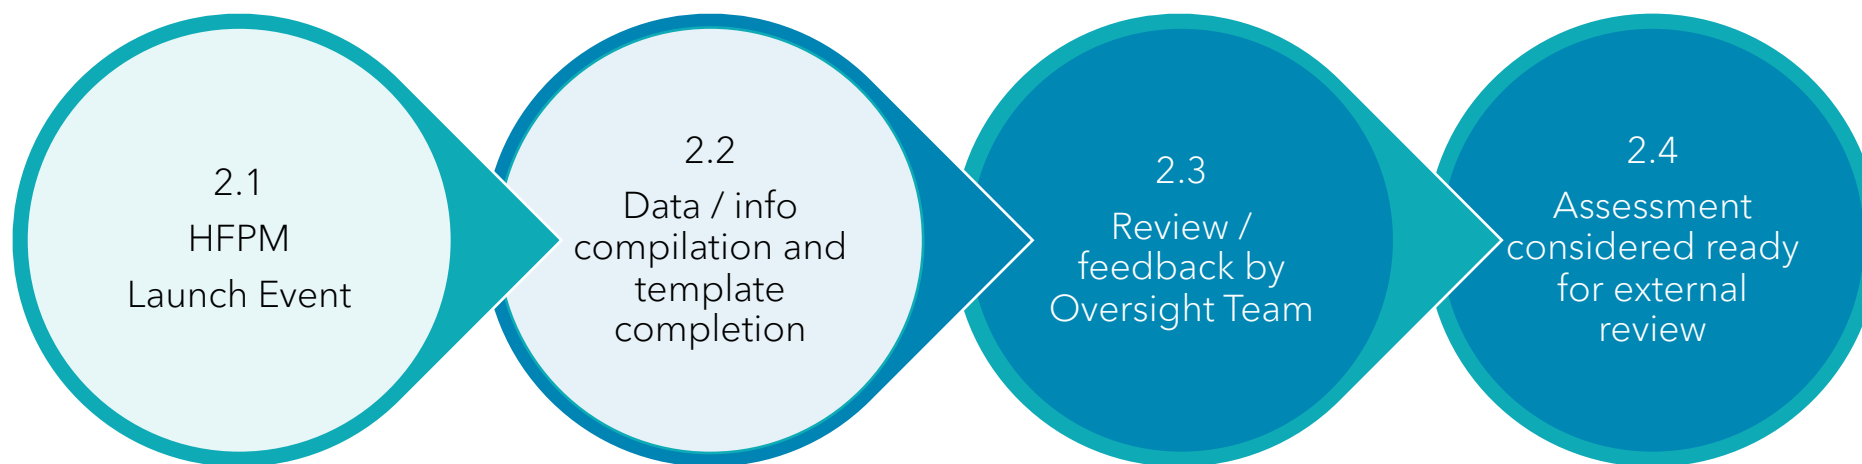 2.1
HFPM
Launch Event
2.2
Data / info
compilation and
template
completion
2.3
Review /
feedback by
Oversight Team
2.4
Assessment
considered ready
for external
review